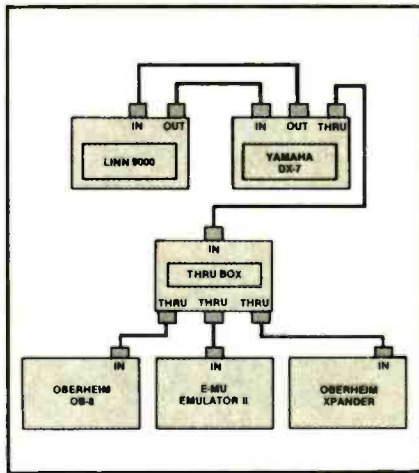 IN OUT IN OUT THRU
LINN 9000
YAMAHA
DX-7
IN
THRU BOX
THRU THRU THRU
IN IN IN
OBERHEIM
OB-8
E-MU
EMULATOR II
OBERHEIM
XPANDER